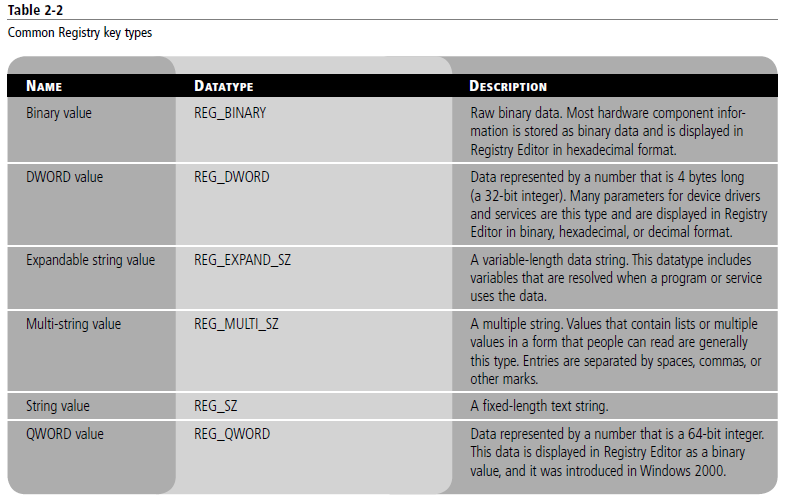 Table 2-2
Common Registry key types
NAME DATATYPE DESCRIPTION
Binary value REG_BINARY Raw binary data. Most hardware component infor-
mation is stored as binary data and is displayed in
Registry Editor in hexadecimal format.
DWORD value REG_DWORD Data represented by a number that is 4 bytes long
(a 32-bit integer). Many parameters for device drivers
and services are this type and are displayed in Registry
Editor in binary, hexadecimal, or decimal format.
Expandable string value REG_EXPAND_SZ A variable-length data string. This datatype includes
variables that are resolved when a program or service
uses the data.
Multi-string value REG_MULTI_SZ A multiple string. Values that contain lists or multiple
values in a form that people can read are generally
this type. Entries are separated by spaces, commas, or
other marks.
String value REG_SZ A fixed-length text string.
QWORD value REG_QWORD Data represented by a number that is a 64-bit integer.
This data is displayed in Registry Editor as a binary
value, and it was introduced in Windows 2000.